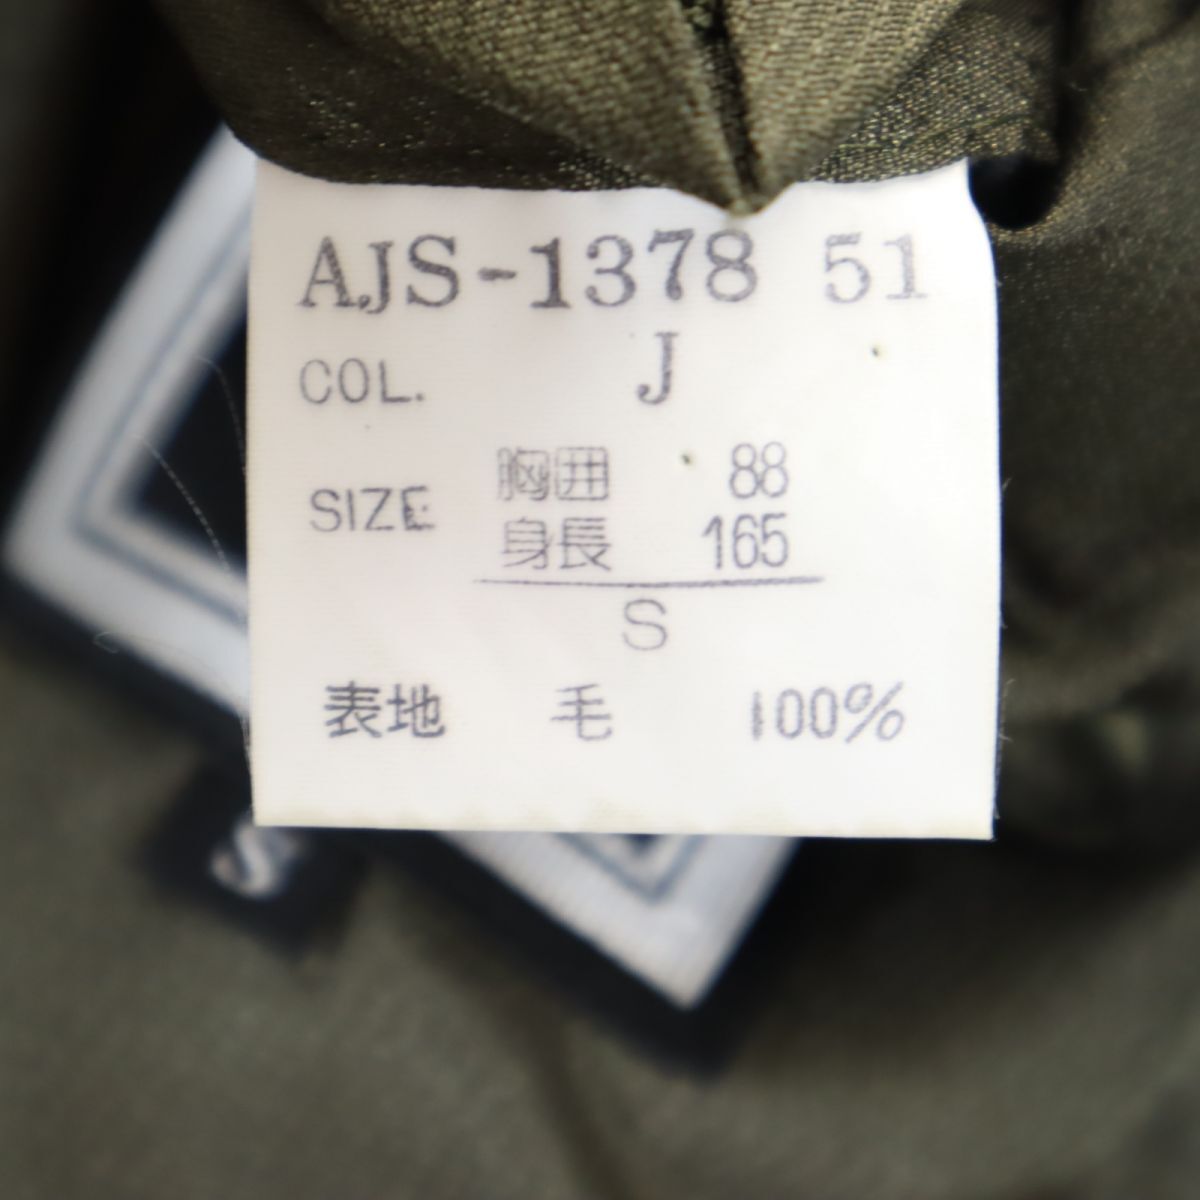 AJS-1378 51
COL. J
SIZE 胸囲 88
身長 165
S
表地 毛 100%
S